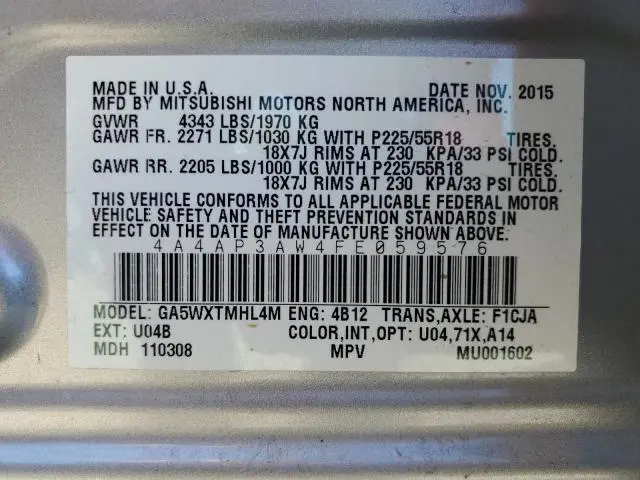 MADE IN U.S.A. DATE NOV. 2015
MFD BY MITSUBISHI MOTORS NORTH AMERICA, INC.
GVWR 4343 LBS/1970 KG
GAWR FR. 2271 LBS/1030 KG WITH P225/55R18 TIRES.
18X7J RIMS AT 230 KPA/33 PSI COLD.
GAWR RR. 2205 LBS/1000 KG WITH P225/55R18 TIRES.
18X7J RIMS AT 230 KPA/33 PSI COLD.
THIS VEHICLE CONFORMS TO ALL APPLICABLE FEDERAL MOTOR
VEHICLE SAFETY AND THEFT PREVENTION STANDARDS IN
EFFECT ON THE DATE OF MANUFACTURE SHOWN ABOVE.
4A4AP3AW4FE059576
MODEL: GA5WXTMHL4M ENG: 4B12 TRANS,AXLE: F1CJA
EXT: U04B COLOR,INT,OPT: U04,71X,A14
MDH 110308 MPV MU001602